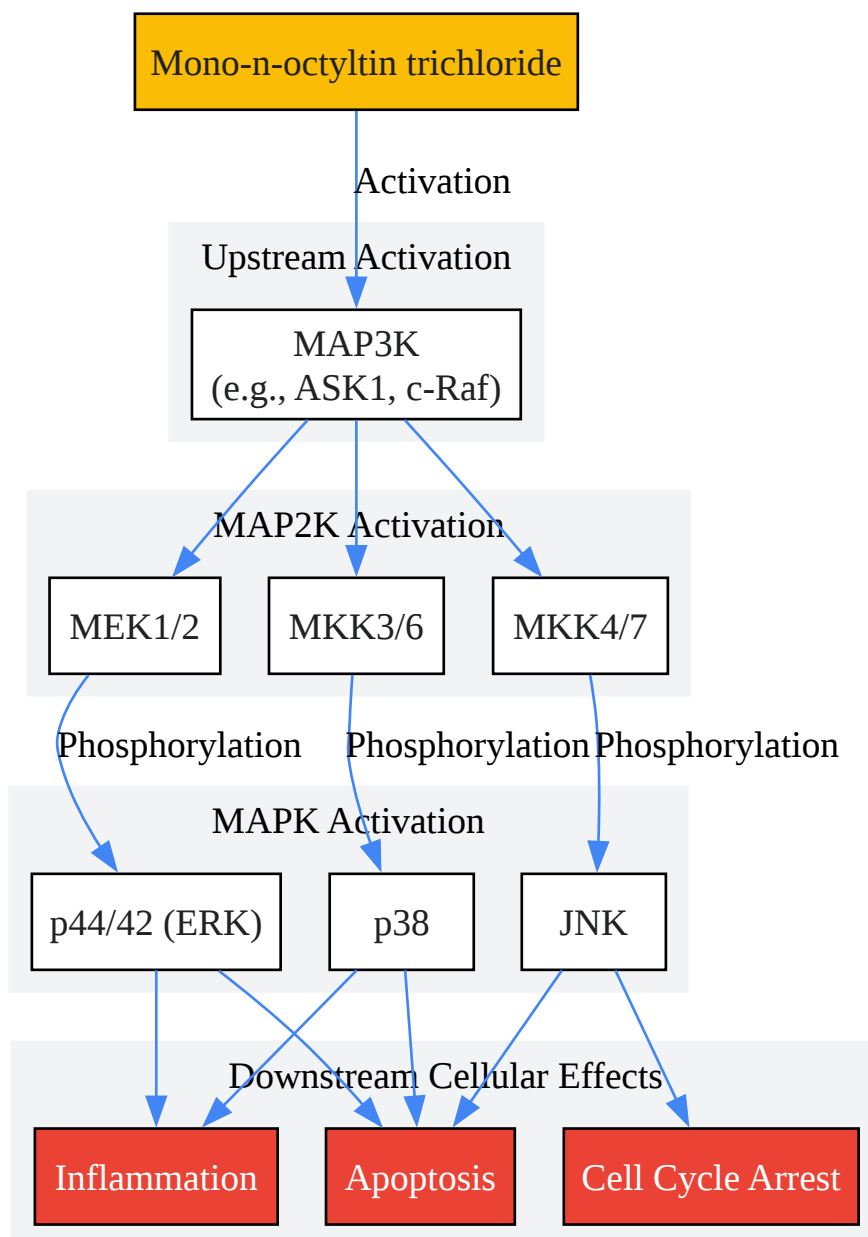 Mono-n-octyltin trichloride
Activation
Upstream Activation
MAP3K
(e.g., ASK1, c-Raf)
MAP2K Activation
MEK1/2
MKK3/6
MKK4/7
Phosphorylation
Phosphorylation
Phosphorylation
MAPK Activation
p44/42 (ERK)
p38
JNK
Downstream Cellular Effects
Inflammation
Apoptosis
Cell Cycle Arrest